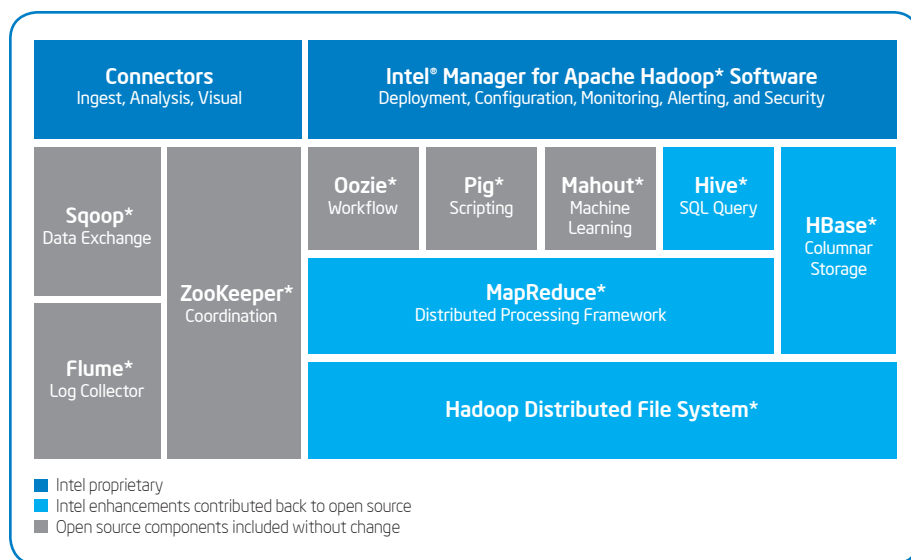 Connectors
Ingest, Analysis, Visual
Intel® Manager for Apache Hadoop* Software
Deployment, Configuration, Monitoring, Alerting, and Security
Sqoop*
Data Exchange
Flume*
Log Collector
ZooKeeper*
Coordination
Oozie*
Workflow
Pig*
Scripting
Mahout*
Machine
Learning
Hive*
SQL Query
HBase*
Columnar
Storage
MapReduce*
Distributed Processing Framework
Hadoop Distributed File System*
Intel proprietary
Intel enhancements contributed back to open source
Open source components included without change